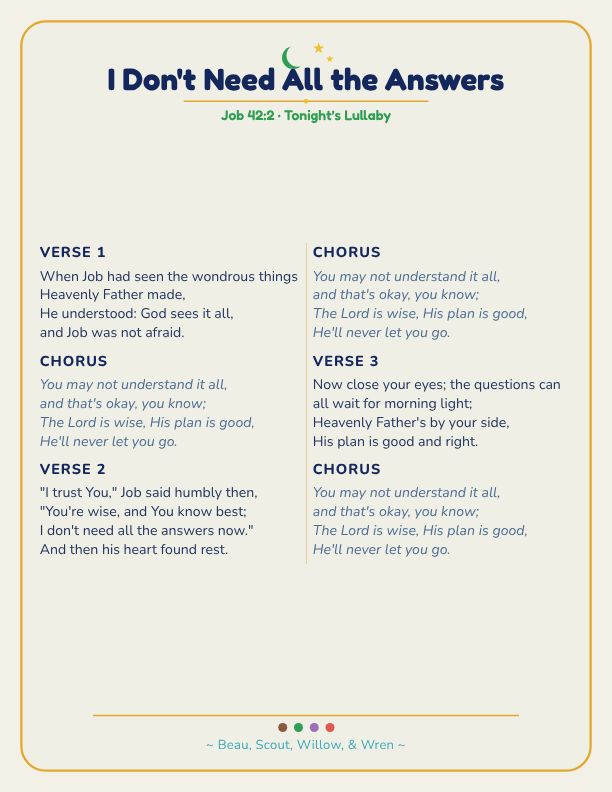 I Don't Need All the Answers
Job 42:2 · Tonight's Lullaby
VERSE 1
When Job had seen the wondrous things
Heavenly Father made,
He understood: God sees it all,
and Job was not afraid.
CHORUS
You may not understand it all,
and that's okay, you know;
The Lord is wise, His plan is good,
He'll never let you go.
VERSE 2
"I trust You," Job said humbly then,
"You're wise, and You know best;
I don't need all the answers now."
And then his heart found rest.
CHORUS
You may not understand it all,
and that's okay, you know;
The Lord is wise, His plan is good,
He'll never let you go.
VERSE 3
Now close your eyes; the questions can
all wait for morning light;
Heavenly Father's by your side,
His plan is good and right.
CHORUS
You may not understand it all,
and that's okay, you know;
The Lord is wise, His plan is good,
He'll never let you go.
~ Beau, Scout, Willow, & Wren ~